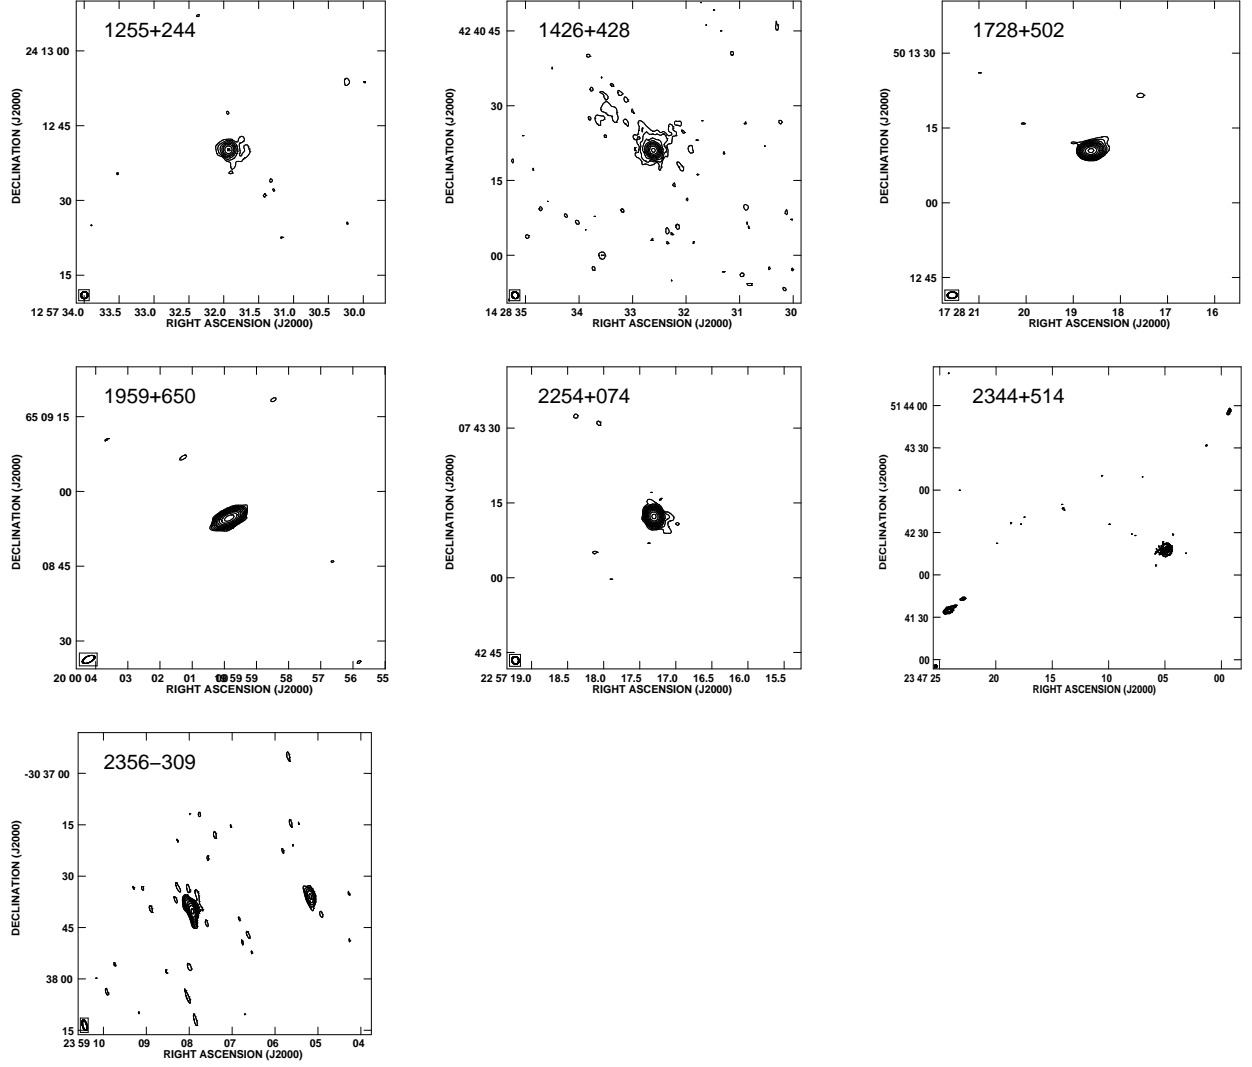 1255+244
24 13 00
12 45
30
15
DECLINATION (J2000)
12 57 34.0 33.5 33.0 32.5 32.0 31.5 31.0 30.5 30.0
RIGHT ASCENSION (J2000)
1426+428
42 40 45
30
15
00
DECLINATION (J2000)
14 28 35 34 33 32 31 30
RIGHT ASCENSION (J2000)
1728+502
50 13 30
15
00
12 45
DECLINATION (J2000)
17 28 21 20 19 18 17 16
RIGHT ASCENSION (J2000)
1959+650
65 09 15
00
08 45
30
DECLINATION (J2000)
20 00 04 03 02 01 59 59 58 57 56 55
RIGHT ASCENSION (J2000)
2254+074
07 43 30
15
00
42 45
DECLINATION (J2000)
22 57 19.0 18.5 18.0 17.5 17.0 16.5 16.0 15.5
RIGHT ASCENSION (J2000)
2344+514
51 44 00
43 30
00
42 30
00
41 30
00
DECLINATION (J2000)
23 47 25 20 15 10 05 00
RIGHT ASCENSION (J2000)
2356−309
-30 37 00
15
30
45
38 00
15
DECLINATION (J2000)
23 59 10 09 08 07 06 05 04
RIGHT ASCENSION (J2000)